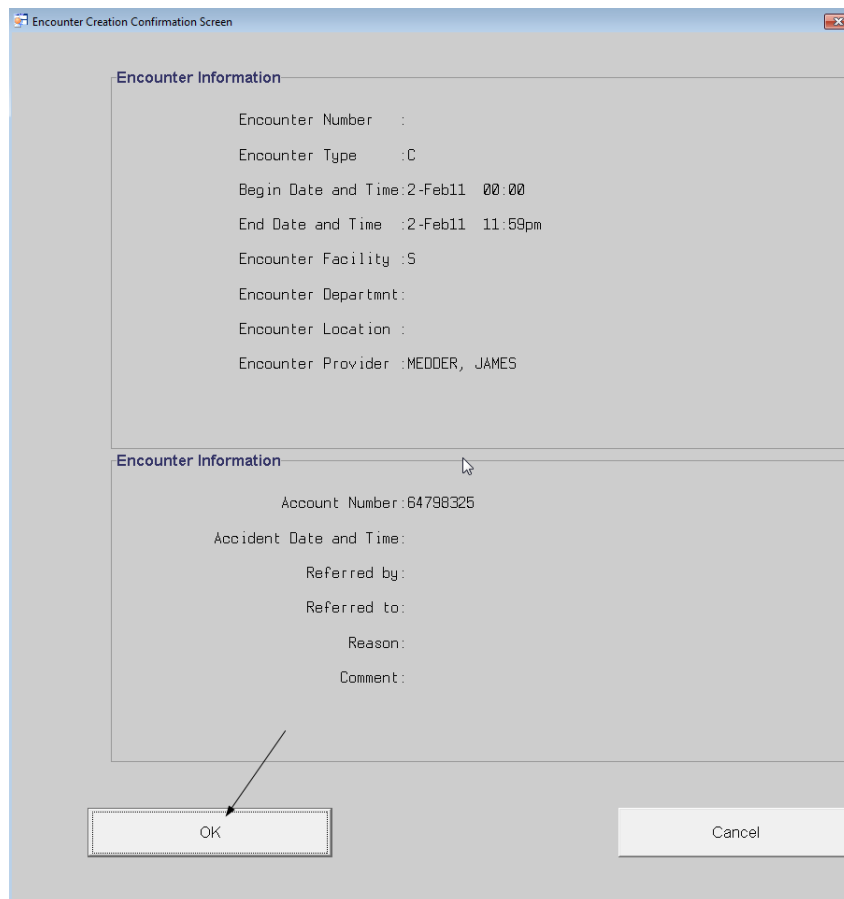 Encounter Creation Confirmation Screen
Encounter Information
Encounter Number :
Encounter Type :C
Begin Date and Time:2-Feb11 00:00
End Date and Time :2-Feb11 11:59pm
Encounter Facility :S
Encounter Departmnt:
Encounter Location :
Encounter Provider :MEDDER, JAMES
Encounter Information
Account Number:64798325
Accident Date and Time:
Referred by:
Referred to:
Reason:
Comment:
OK Cancel